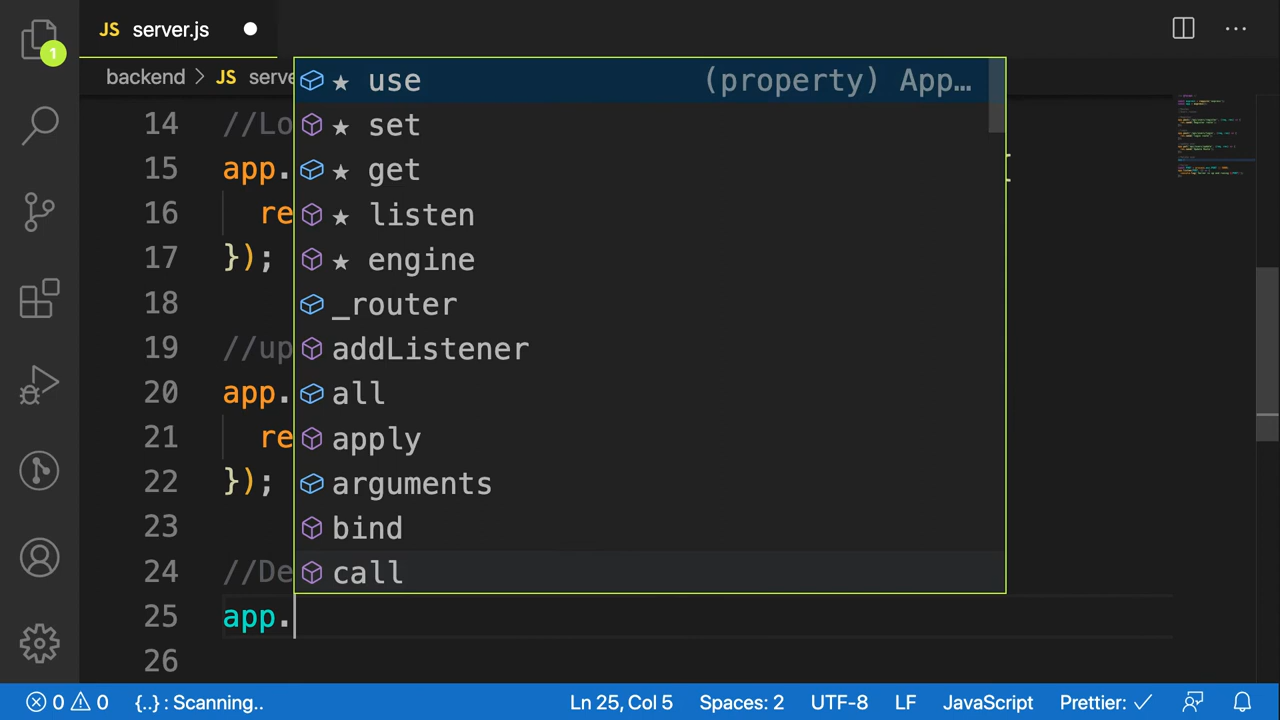 JS server.js
backend > JS serve
1
14 //Lo
15 app.
16 re
17 });
18
19 //up
20 app.
21 re
22 });
23
24 //De
25 app.
26
★ use (property) App…
★ set
★ get
★ listen
★ engine
_router
addListener
all
apply
arguments
bind
call
0 0 {..} : Scanning.. Ln 25, Col 5 Spaces: 2 UTF-8 LF JavaScript Prettier: ✓